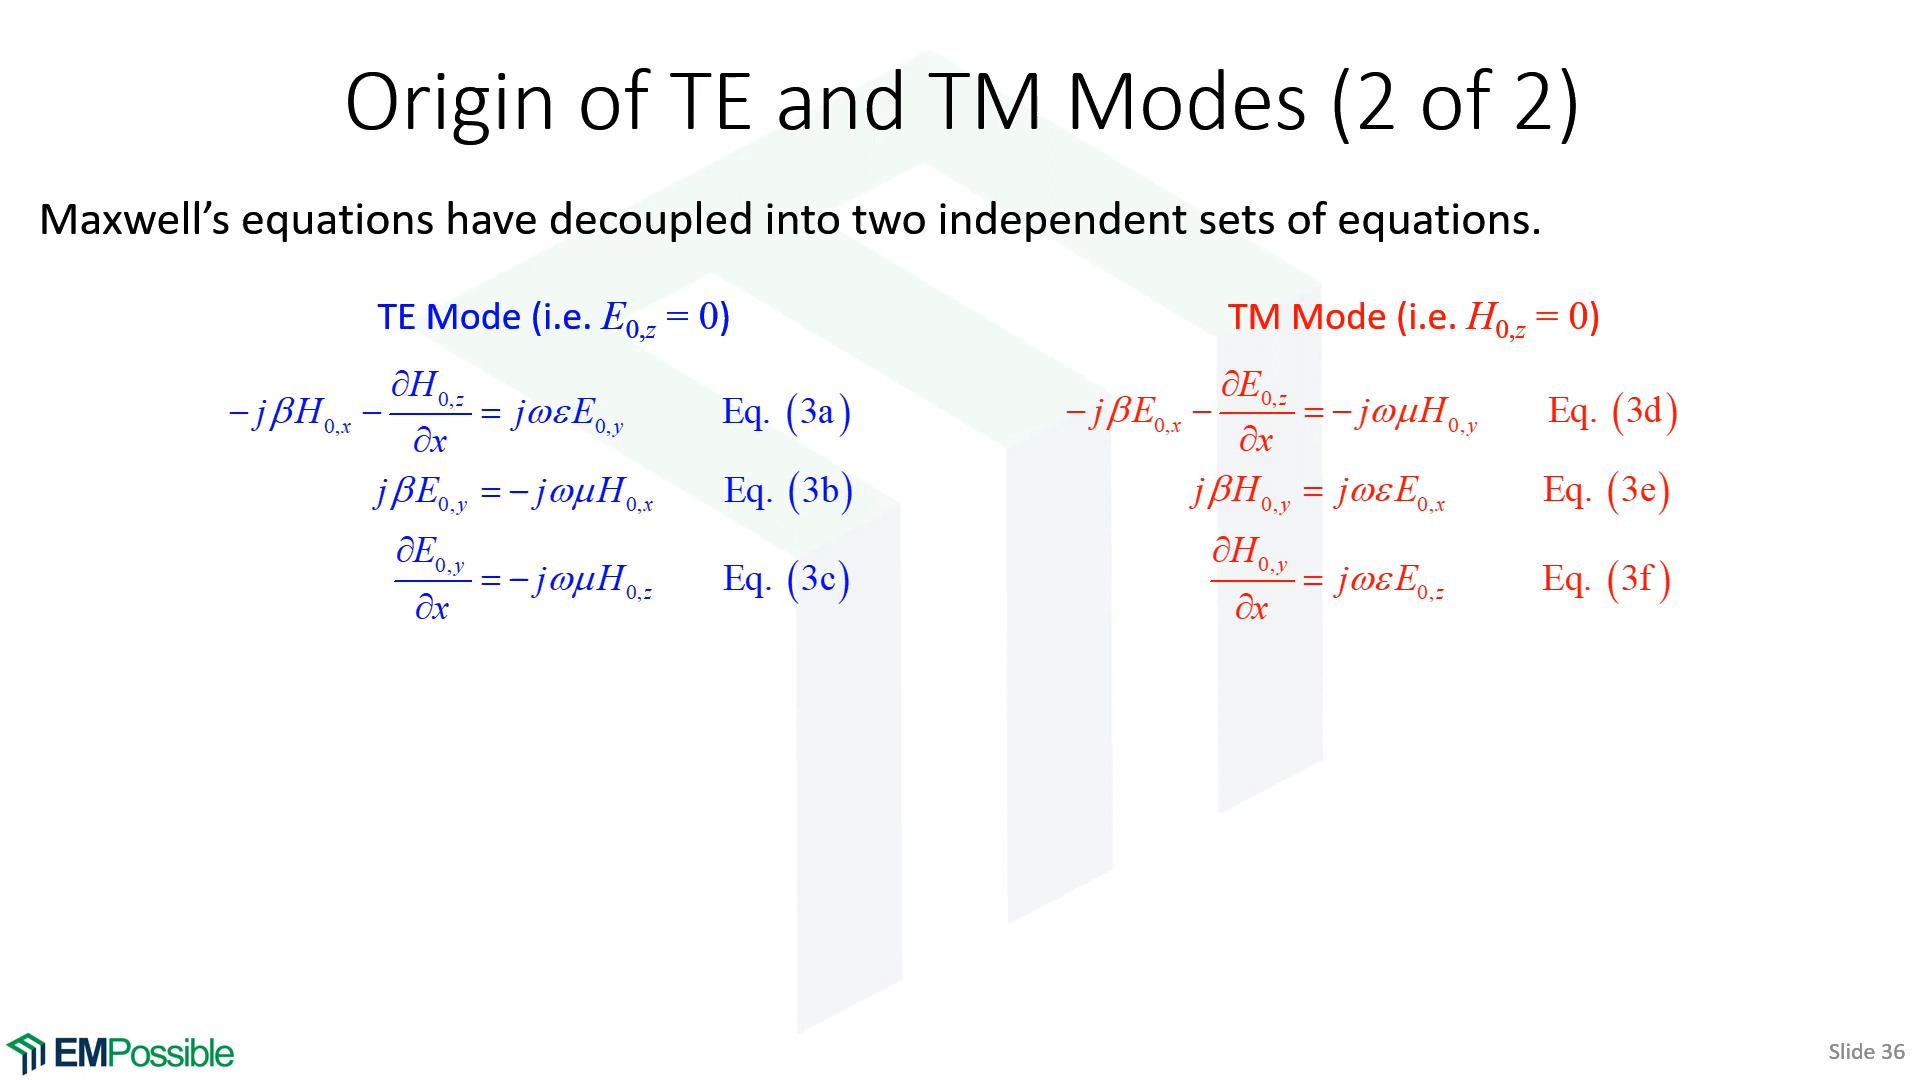 Origin of TE and TM Modes (2 of 2)
Maxwell’s equations have decoupled into two independent sets of equations.
TE Mode (i.e. E₀,z = 0)
−jβH₀,x − ∂H₀,z/∂x = jωεE₀,y Eq. (3a)
jβE₀,y = −jωμH₀,x Eq. (3b)
∂E₀,y/∂x = −jωμH₀,z Eq. (3c)
TM Mode (i.e. H₀,z = 0)
−jβE₀,x − ∂E₀,z/∂x = −jωμH₀,y Eq. (3d)
jβH₀,y = jωεE₀,x Eq. (3e)
∂H₀,y/∂x = jωεE₀,z Eq. (3f)
EMPossible
Slide 36